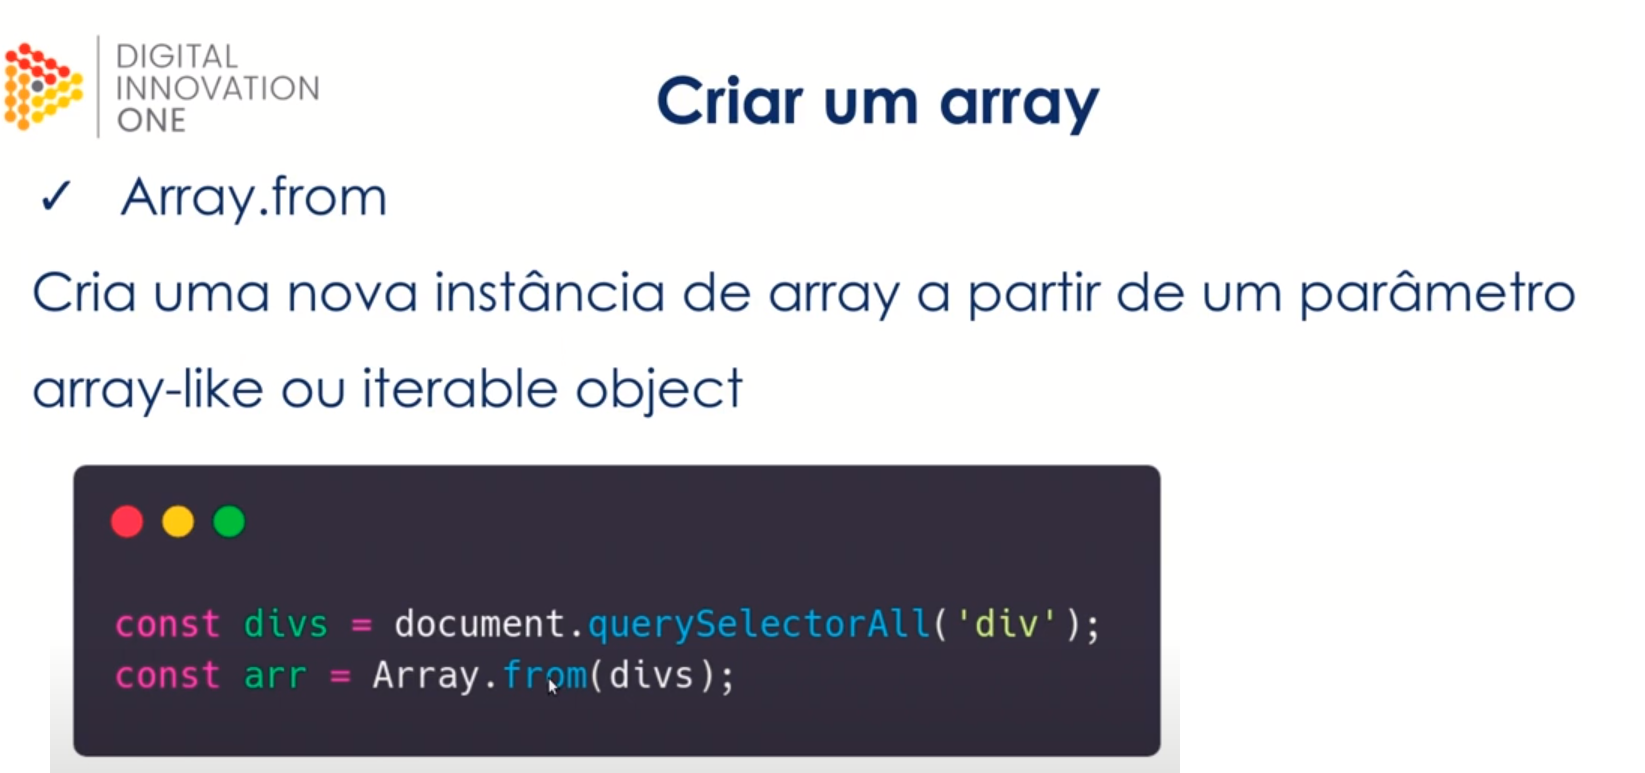 DIGITAL
INNOVATION
ONE
Criar um array
✓ Array.from
Cria uma nova instância de array a partir de um parâmetro
array-like ou iterable object
const divs = document.querySelectorAll('div');
const arr = Array.from(divs);